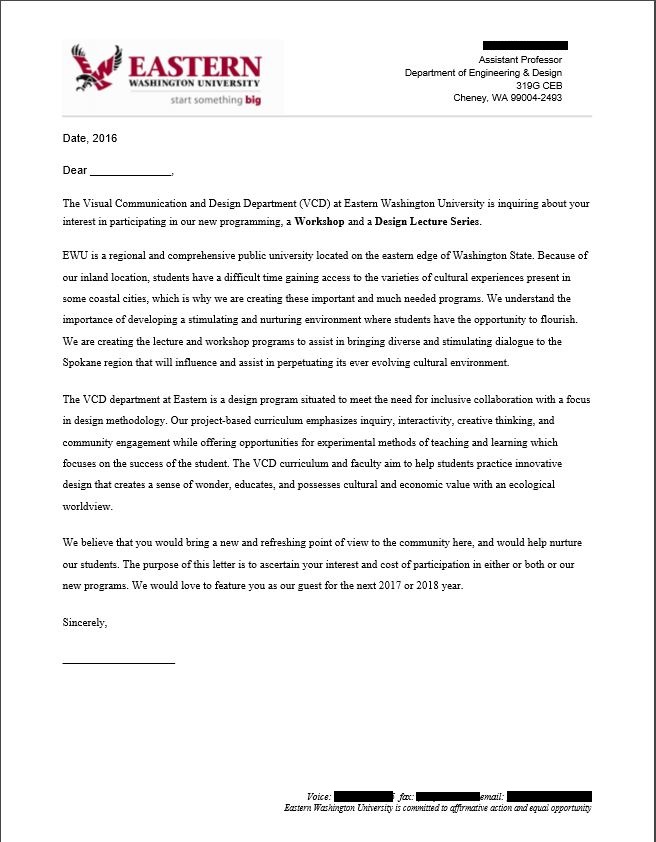 EASTERN
WASHINGTON UNIVERSITY
start something big
Assistant Professor
Department of Engineering & Design
319G CEB
Cheney, WA 99004-2493
Date, 2016
Dear ______________,
The Visual Communication and Design Department (VCD) at Eastern Washington University is inquiring about your
interest in participating in our new programming, a Workshop and a Design Lecture Series.
EWU is a regional and comprehensive public university located on the eastern edge of Washington State. Because of
our inland location, students have a difficult time gaining access to the varieties of cultural experiences present in
some coastal cities, which is why we are creating these important and much needed programs. We understand the
importance of developing a stimulating and nurturing environment where students have the opportunity to flourish.
We are creating the lecture and workshop programs to assist in bringing diverse and stimulating dialogue to the
Spokane region that will influence and assist in perpetuating its ever evolving cultural environment.
The VCD department at Eastern is a design program situated to meet the need for inclusive collaboration with a focus
in design methodology. Our project-based curriculum emphasizes inquiry, interactivity, creative thinking, and
community engagement while offering opportunities for experimental methods of teaching and learning which
focuses on the success of the student. The VCD curriculum and faculty aim to help students practice innovative
design that creates a sense of wonder, educates, and possesses cultural and economic value with an ecological
worldview.
We believe that you would bring a new and refreshing point of view to the community here, and would help nurture
our students. The purpose of this letter is to ascertain your interest and cost of participation in either or both or our
new programs. We would love to feature you as our guest for the next 2017 or 2018 year.
Sincerely,
____________________
Voice: fax: email:
Eastern Washington University is committed to affirmative action and equal opportunity